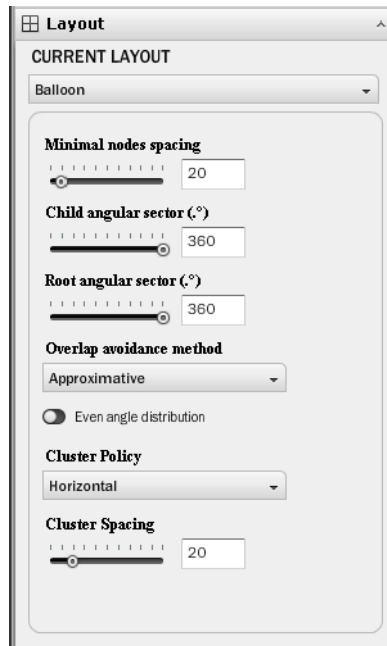 Layout
CURRENT LAYOUT
Balloon
Minimal nodes spacing
20
Child angular sector (.°)
360
Root angular sector (.°)
360
Overlap avoidance method
Approximative
Even angle distribution
Cluster Policy
Horizontal
Cluster Spacing
20